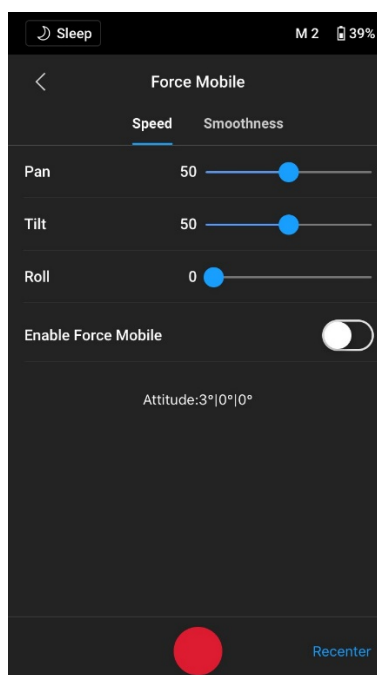 Sleep M 2 39%
Force Mobile
Speed Smoothness
Pan 50
Tilt 50
Roll 0
Enable Force Mobile
Attitude:3°|0°|0°
Recenter